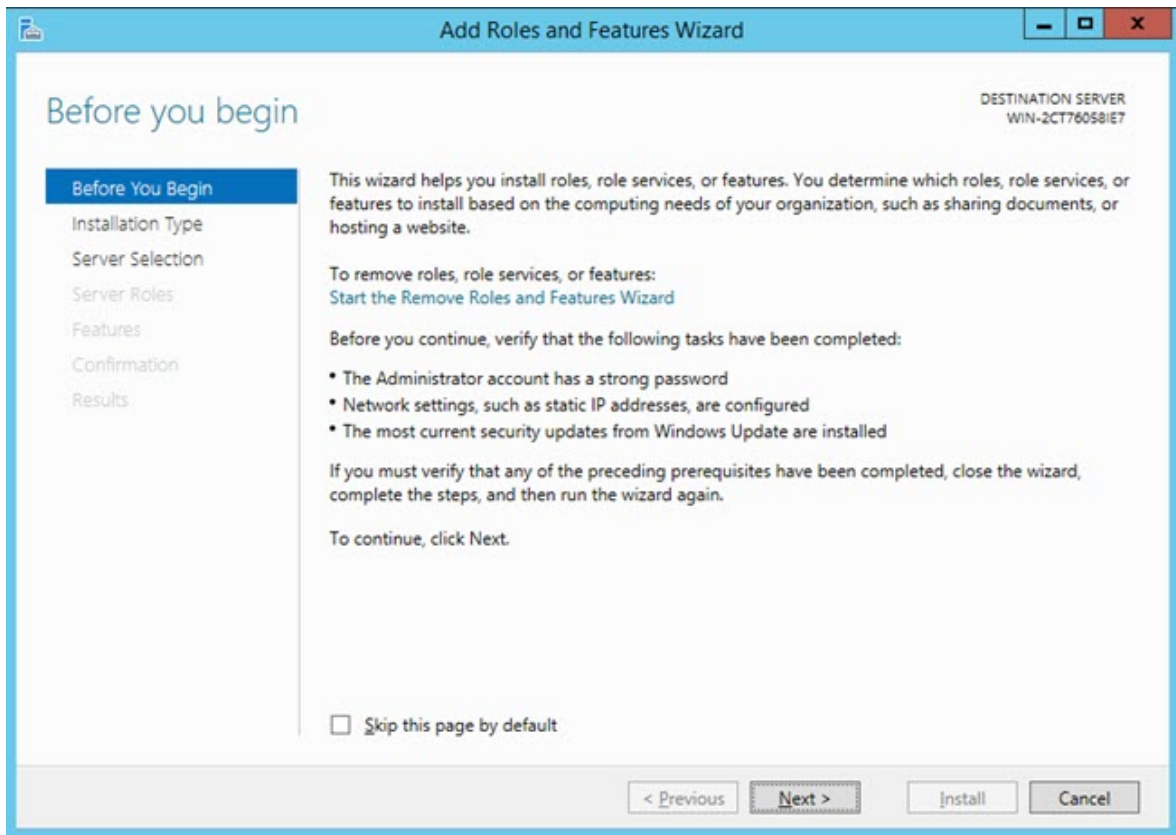 Add Roles and Features Wizard
Before you begin
DESTINATION SERVER
WIN-2CT76058IE7
Before You Begin
Installation Type
Server Selection
Server Roles
Features
Confirmation
Results
This wizard helps you install roles, role services, or features. You determine which roles, role services, or
features to install based on the computing needs of your organization, such as sharing documents, or
hosting a website.
To remove roles, role services, or features:
Start the Remove Roles and Features Wizard
Before you continue, verify that the following tasks have been completed:
• The Administrator account has a strong password
• Network settings, such as static IP addresses, are configured
• The most current security updates from Windows Update are installed
If you must verify that any of the preceding prerequisites have been completed, close the wizard,
complete the steps, and then run the wizard again.
To continue, click Next.
Skip this page by default
< Previous
Next >
Install
Cancel